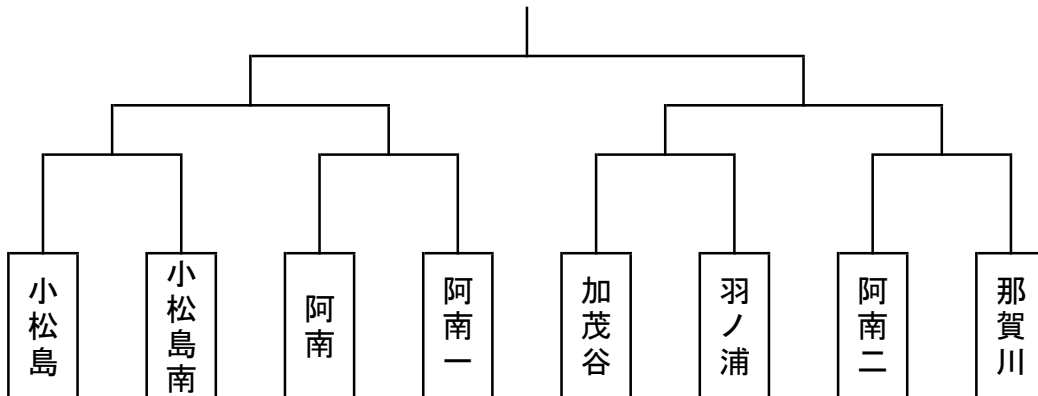 小松島
小松島南
阿南
阿南一
加茂谷
羽ノ浦
阿南二
那賀川